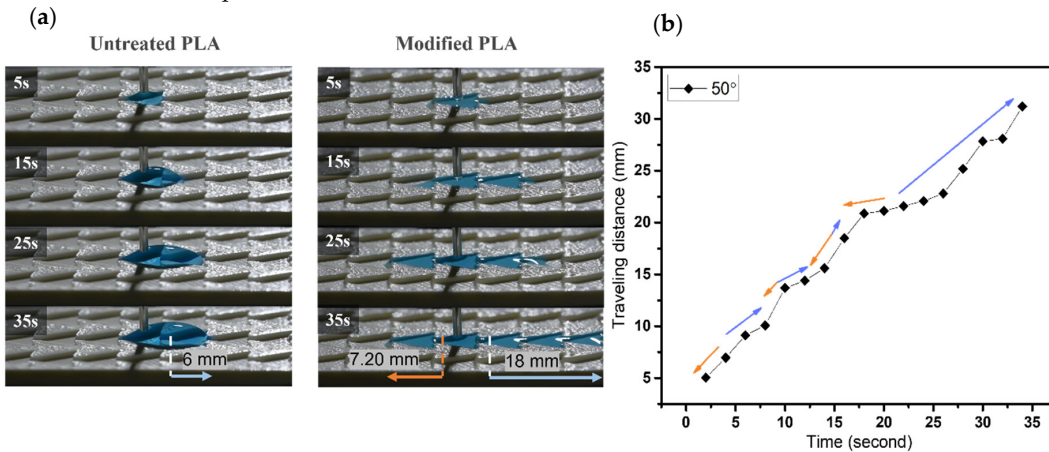 (a)
Untreated PLA
Modified PLA
5s
15s
25s
35s
6 mm
5s
15s
25s
35s
7.20 mm
18 mm
(b)
50°
Traveling distance (mm)
35
30
25
20
15
10
5
0 5 10 15 20 25 30 35
Time (second)